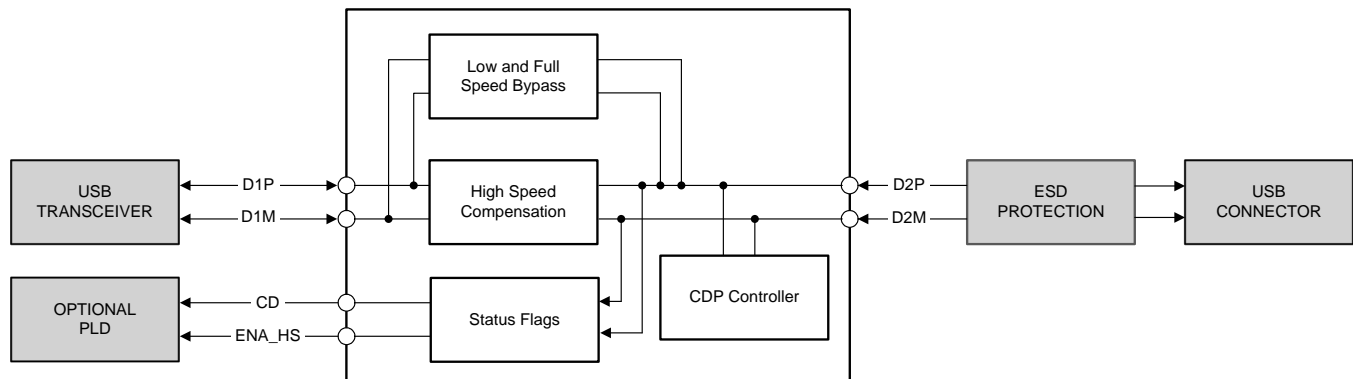 Low and Full
Speed Bypass
USB
TRANSCEIVER
D1P
D1M
High Speed
Compensation
D2P
D2M
ESD
PROTECTION
USB
CONNECTOR
OPTIONAL
PLD
CD
ENA_HS
Status Flags
CDP Controller